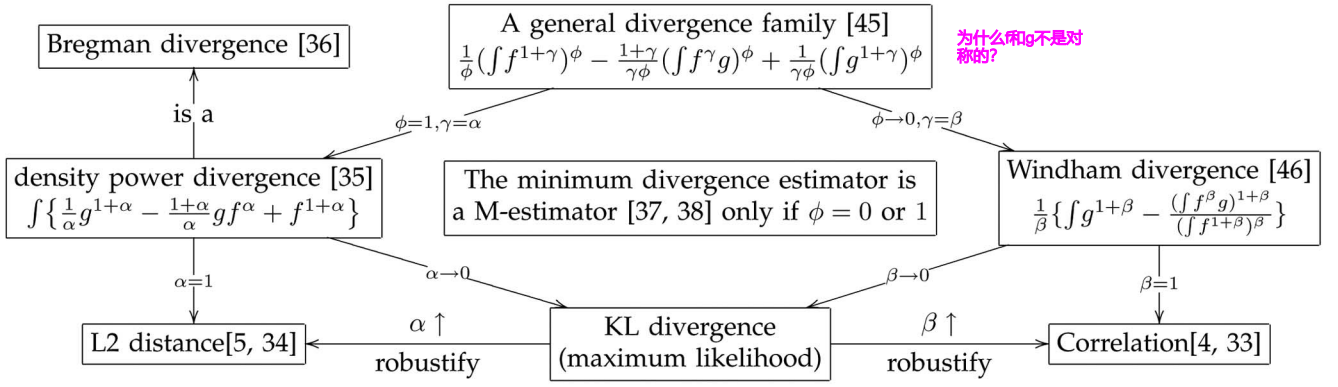 A general divergence family [45]
1/ϕ(∫f^{1+γ})^ϕ − (1+γ)/(γϕ)(∫f^γ g)^ϕ + 1/(γϕ)(∫g^{1+γ})^ϕ
为什么f和g不是对
称的?
Bregman divergence [36]
is a
ϕ=1,γ=α
ϕ→0,γ=β
density power divergence [35]
∫{1/α g^{1+α} − (1+α)/α gf^α + f^{1+α}}
The minimum divergence estimator is
a M-estimator [37, 38] only if ϕ = 0 or 1
Windham divergence [46]
1/β{∫g^{1+β} − (∫f^β g)^{1+β}/(∫f^{1+β})^β}
α=1
α→0
β→0
β=1
L2 distance[5, 34]
α ↑
robustify
KL divergence
(maximum likelihood)
β ↑
robustify
Correlation[4, 33]